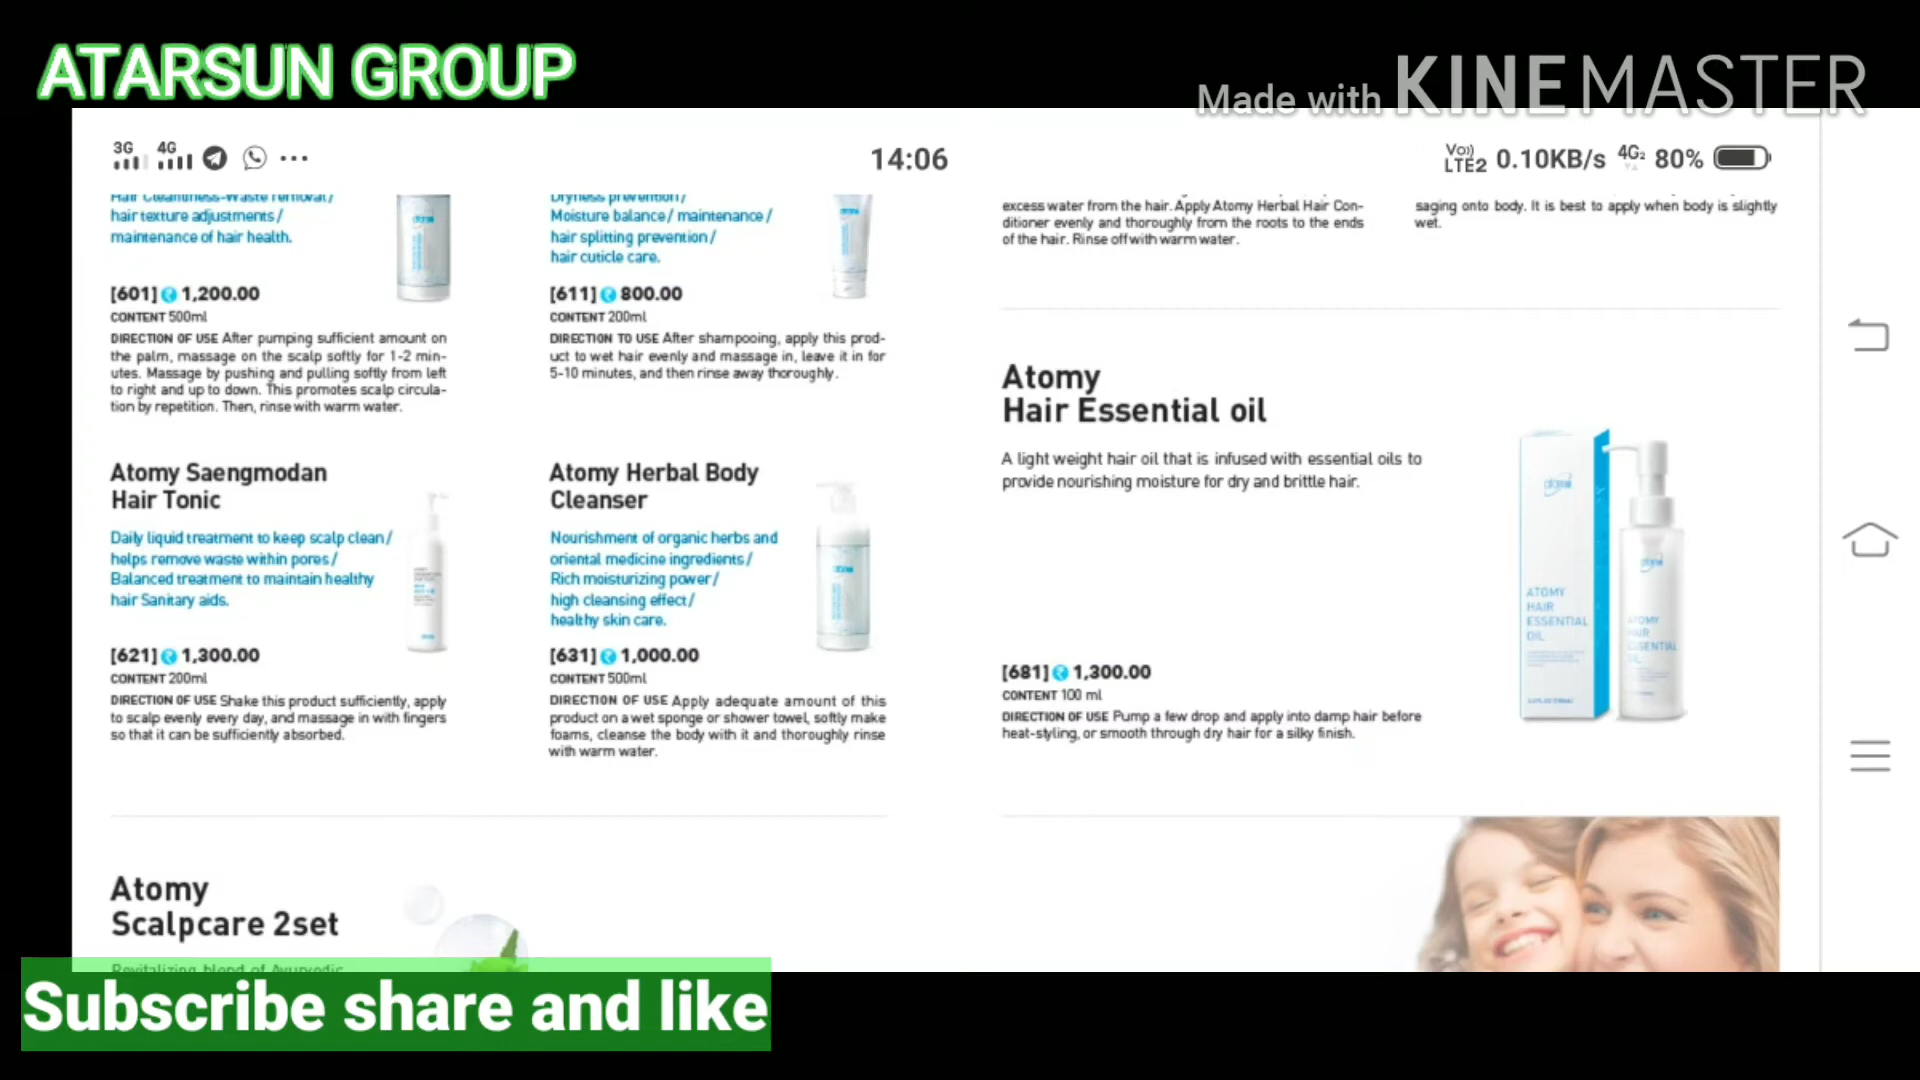 ATARSUN GROUP
Made with KINEMASTER
3G 4G
14:06
Vo)) LTE2 0.10KB/s 4G2 80%
Hair Cleanliness-Waste removal/
hair texture adjustments/
maintenance of hair health.
[601] ₹ 1,200.00
CONTENT 500ml
DIRECTION OF USE After pumping sufficient amount on
the palm, massage on the scalp softly for 1-2 min-
utes. Massage by pushing and pulling softly from left
to right and up to down. This promotes scalp circula-
tion by repetition. Then, rinse with warm water.
Dryness prevention/
Moisture balance/ maintenance/
hair splitting prevention/
hair cuticle care.
[611] ₹ 800.00
CONTENT 200ml
DIRECTION TO USE After shampooing, apply this prod-
uct to wet hair evenly and massage in, leave it in for
5-10 minutes, and then rinse away thoroughly.
Atomy Saengmodan
Hair Tonic
Daily liquid treatment to keep scalp clean/
helps remove waste within pores/
Balanced treatment to maintain healthy
hair Sanitary aids.
[621] ₹ 1,300.00
CONTENT 200ml
DIRECTION OF USE Shake this product sufficiently, apply
to scalp evenly every day, and massage in with fingers
so that it can be sufficiently absorbed.
Atomy Herbal Body
Cleanser
Nourishment of organic herbs and
oriental medicine ingredients/
Rich moisturizing power/
high cleansing effect/
healthy skin care.
[631] ₹ 1,000.00
CONTENT 500ml
DIRECTION OF USE Apply adequate amount of this
product on a wet sponge or shower towel, softly make
foams, cleanse the body with it and thoroughly rinse
with warm water.
Atomy
Scalpcare 2set
Revitalizing blend of Ayurvedic
excess water from the hair. Apply Atomy Herbal Hair Con-
ditioner evenly and thoroughly from the roots to the ends
of the hair. Rinse off with warm water.
saging onto body. It is best to apply when body is slightly
wet.
Atomy
Hair Essential oil
A light weight hair oil that is infused with essential oils to
provide nourishing moisture for dry and brittle hair.
[681] ₹ 1,300.00
CONTENT 100 ml
DIRECTION OF USE Pump a few drop and apply into damp hair before
heat-styling, or smooth through dry hair for a silky finish.
atomi
ATOMY
HAIR
ESSENTIAL
OIL
Subscribe share and like